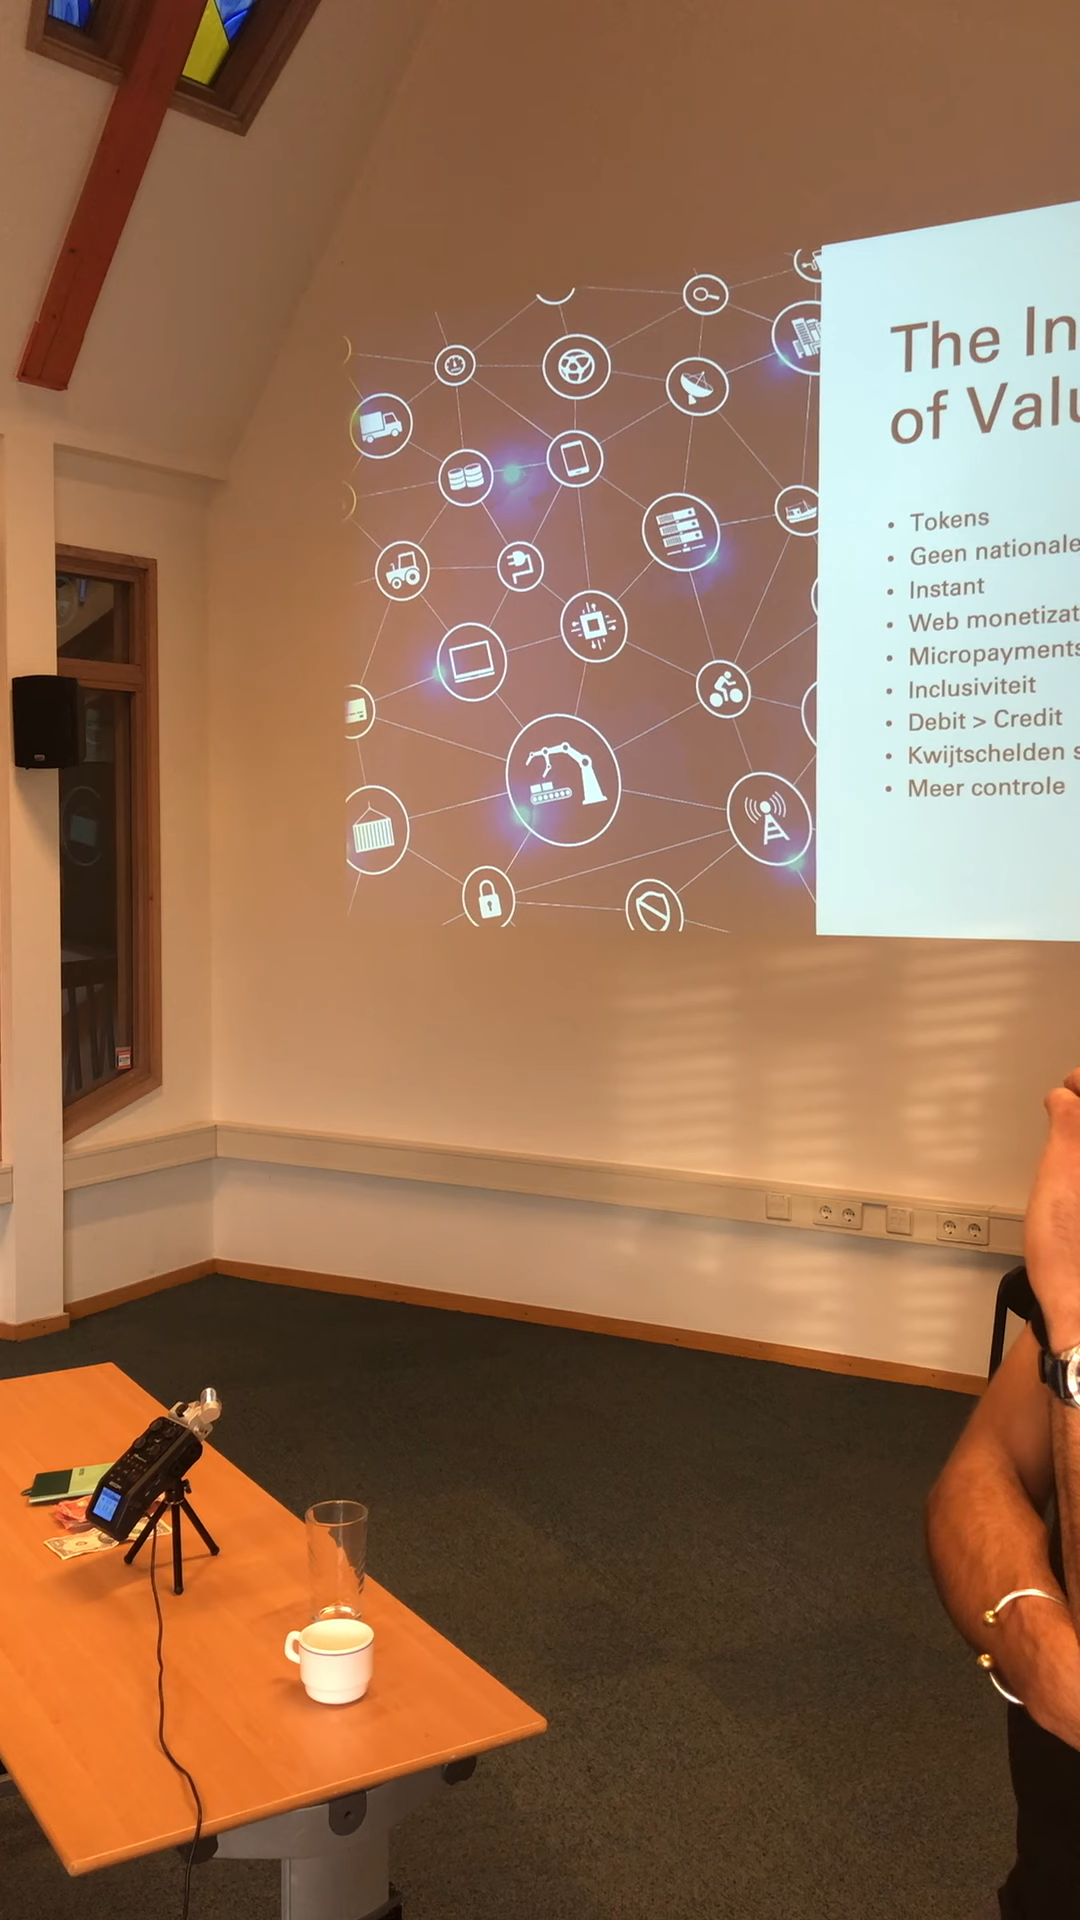 The In
of Valu
• Tokens
• Geen nationale
• Instant
• Web monetizat
• Micropayments
• Inclusiviteit
• Debit > Credit
• Kwijtschelden s
• Meer controle